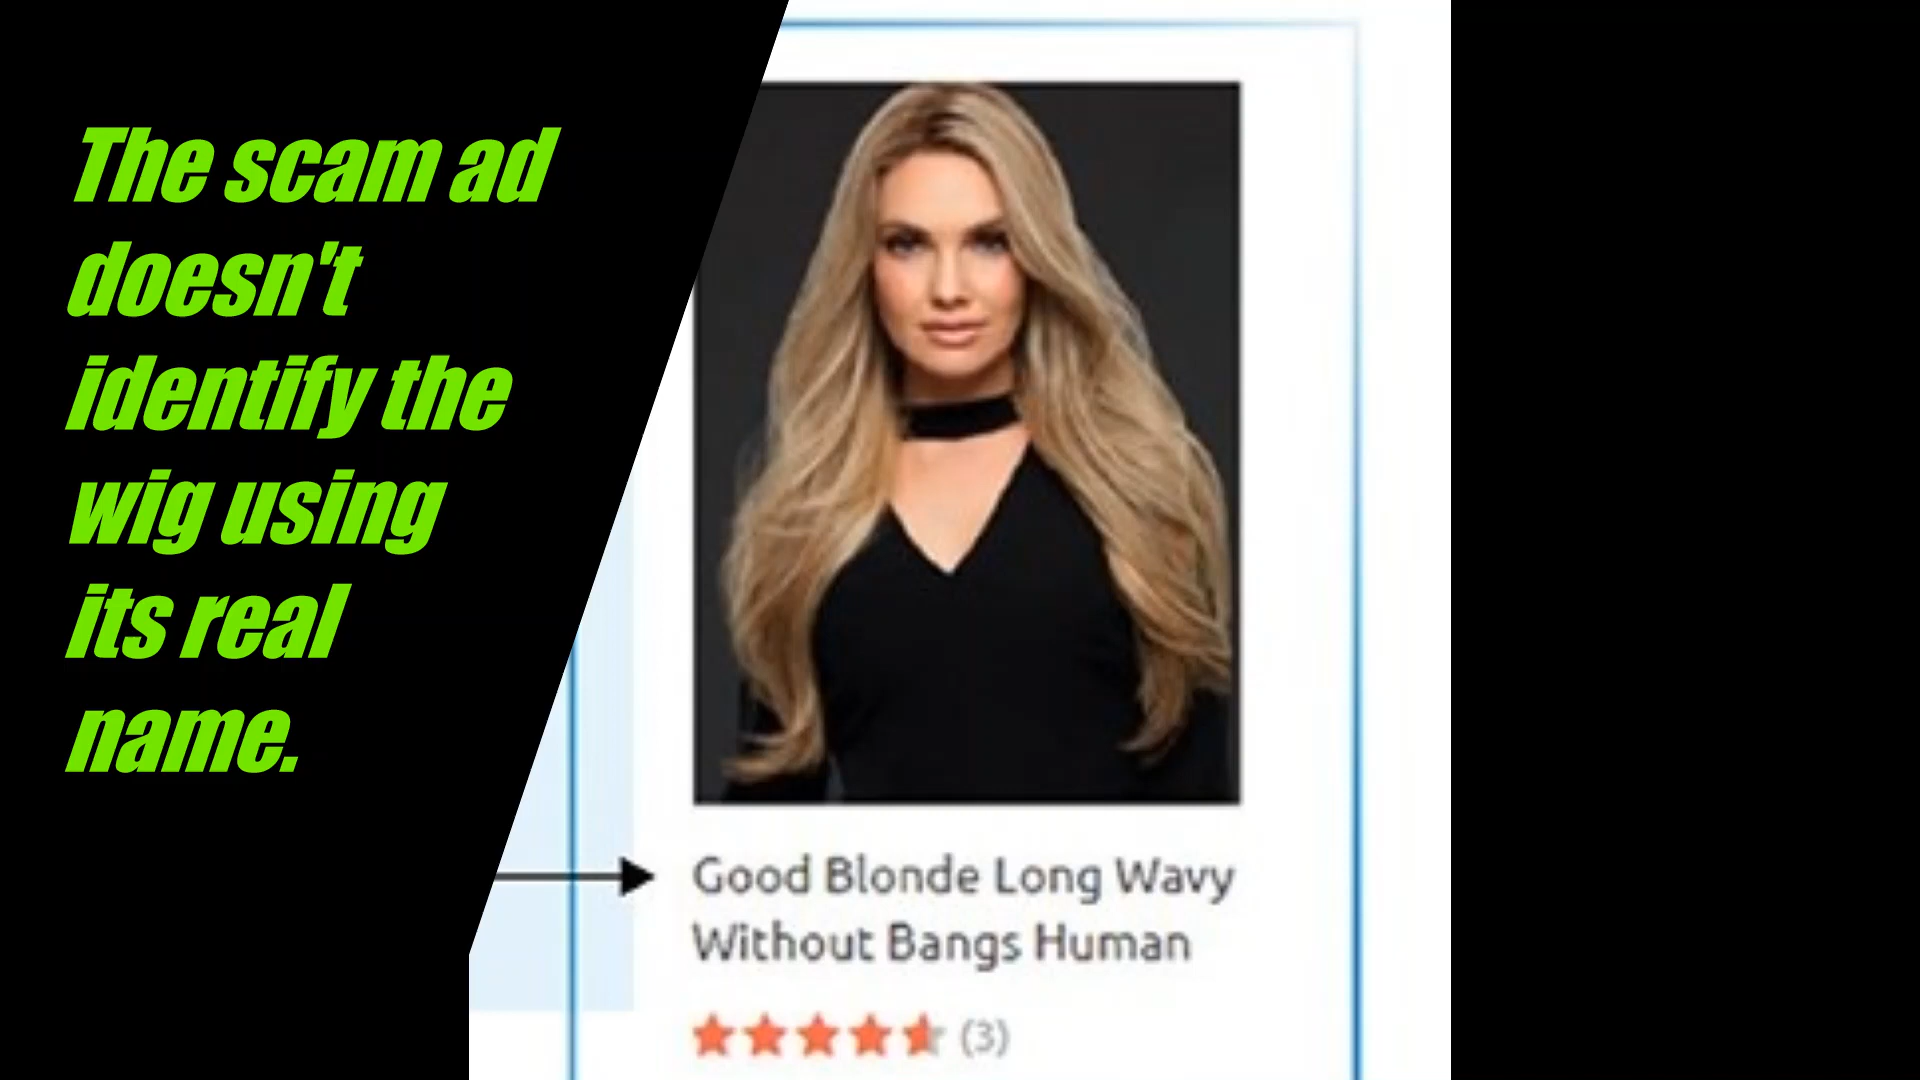 The scam ad
doesn't
identify the
wig using
its real
name.
Good Blonde Long Wavy
Without Bangs Human
(3)